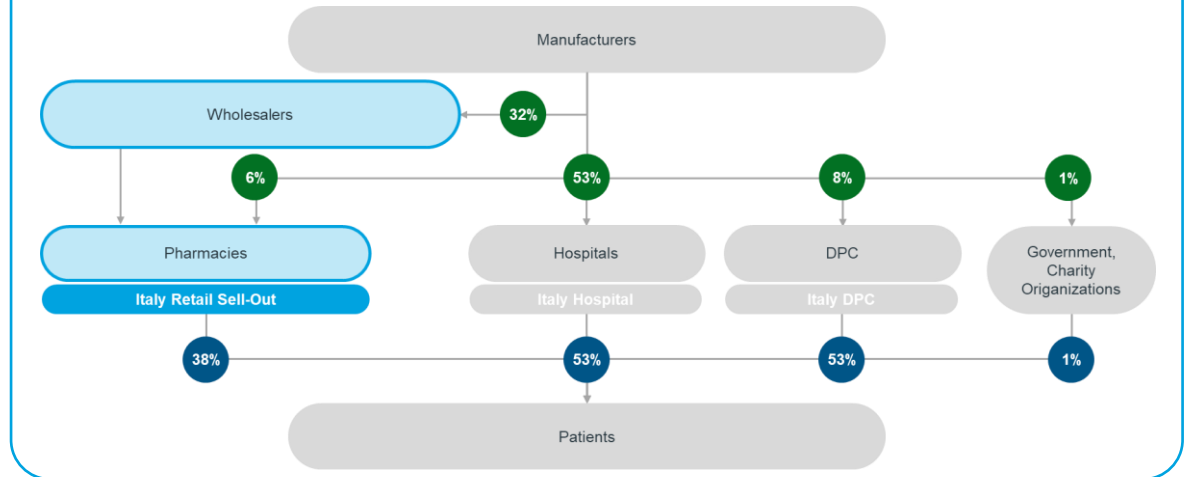 Manufacturers
Wholesalers
32%
6%
53%
8%
1%
Pharmacies
Hospitals
DPC
Government,
Charity
Origanizations
Italy Retail Sell-Out
Italy Hospital
Italy DPC
38%
53%
53%
1%
Patients